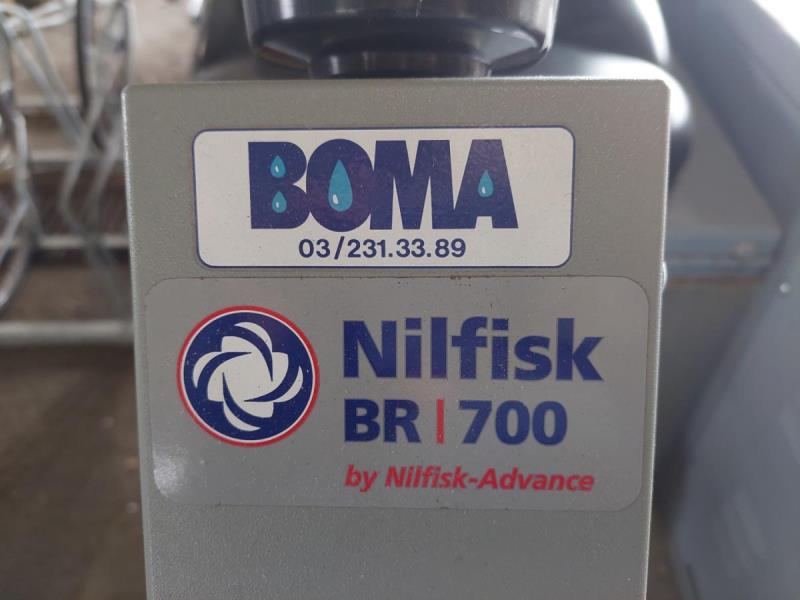 BOMA
03/231.33.89
Nilfisk
BR | 700
by Nilfisk-Advance